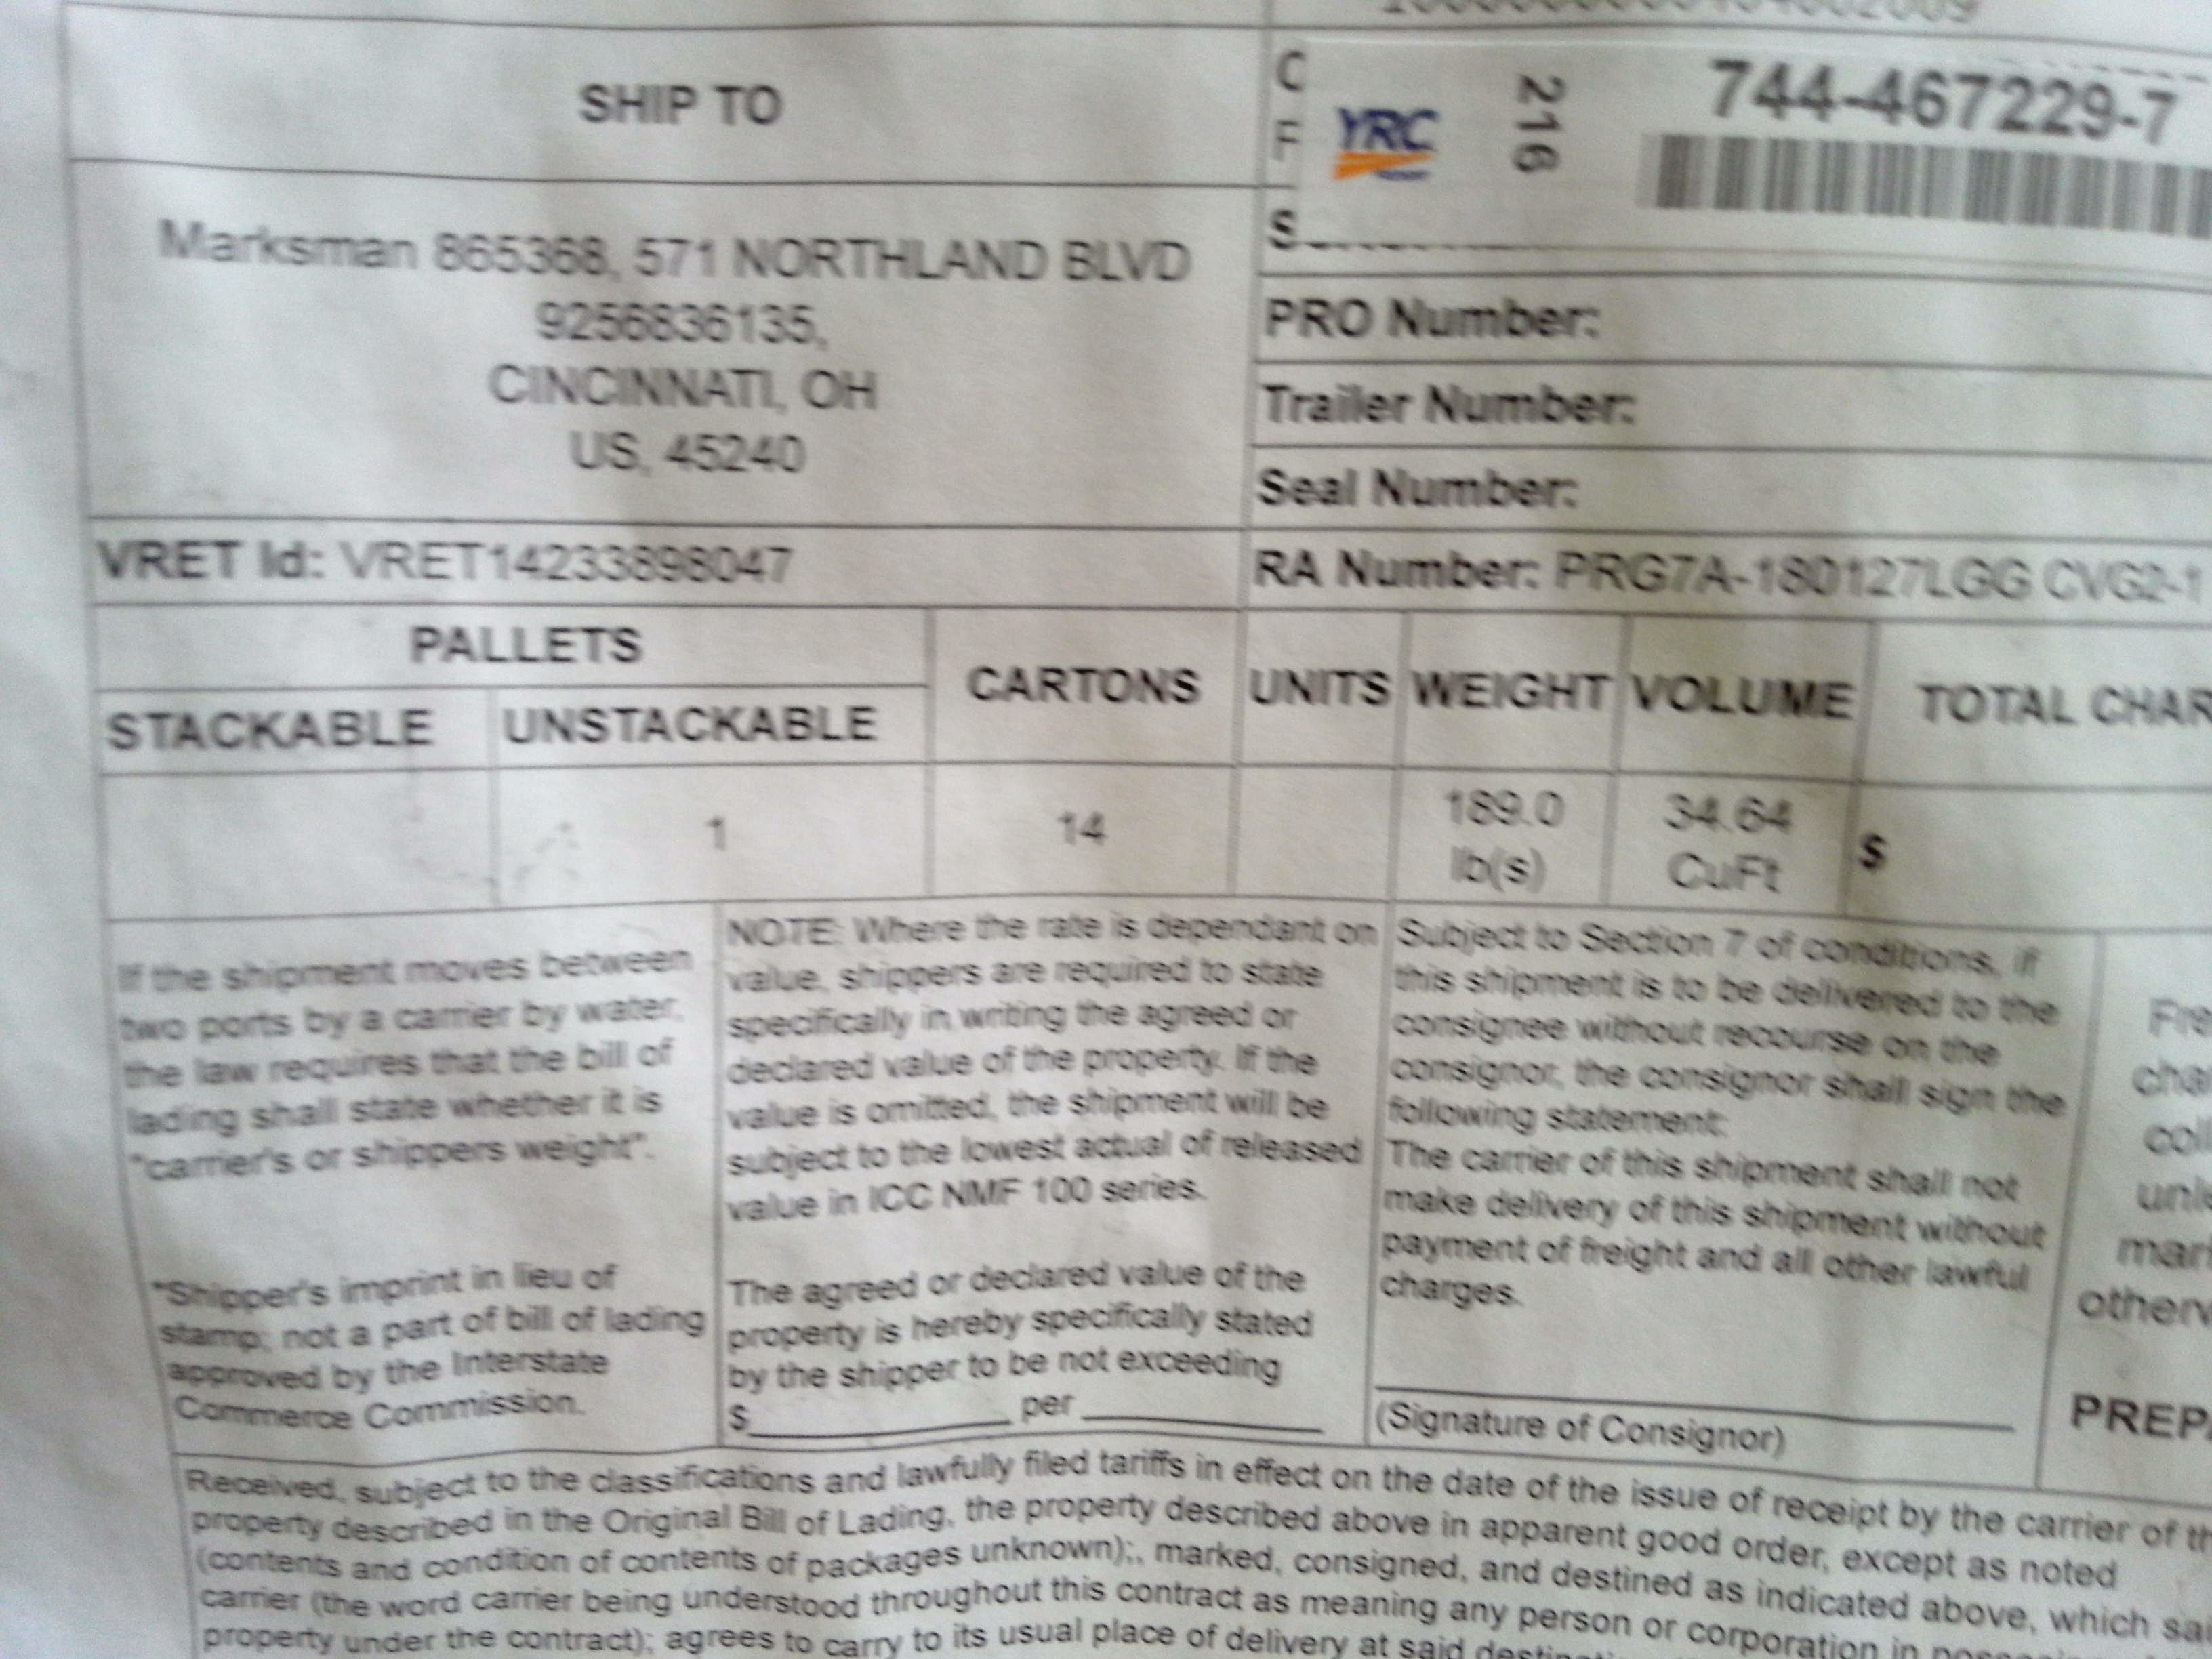 SHIP TO
YRC
216
744-467229-7
Marksman 865368, 571 NORTHLAND BLVD
9256836135,
CINCINNATI, OH
US, 45240
PRO Number:
Trailer Number:
Seal Number:
VRET Id: VRET14233898047
RA Number: PRG7A-180127LGG CVG2-1
PALLETS
STACKABLE
UNSTACKABLE
CARTONS
UNITS
WEIGHT
VOLUME
TOTAL CHAR
1
14
189.0
lb(s)
34.64
CuFt
$
If the shipment moves between
two ports by a carrier by water,
the law requires that the bill of
lading shall state whether it is
"carrier's or shippers weight".
"Shipper's imprint in lieu of
stamp; not a part of bill of lading
approved by the Interstate
Commerce Commission.
NOTE: Where the rate is dependant on
value, shippers are required to state
specifically in writing the agreed or
declared value of the property. If the
value is omitted, the shipment will be
subject to the lowest actual of released
value in ICC NMF 100 series.
The agreed or declared value of the
property is hereby specifically stated
by the shipper to be not exceeding
$ per
Subject to Section 7 of conditions, if
this shipment is to be delivered to the
consignee without recourse on the
consignor, the consignor shall sign the
following statement:
The carrier of this shipment shall not
make delivery of this shipment without
payment of freight and all other lawful
charges.
(Signature of Consignor)
Fre
cha
coll
unle
mar
otherw
PREPA
Received, subject to the classifications and lawfully filed tariffs in effect on the date of the issue of receipt by the carrier of th
property described in the Original Bill of Lading, the property described above in apparent good order, except as noted
(contents and condition of contents of packages unknown);, marked, consigned, and destined as indicated above, which sai
carrier (the word carrier being understood throughout this contract as meaning any person or corporation in
property under the contract); agrees to carry to its usual place of delivery at said